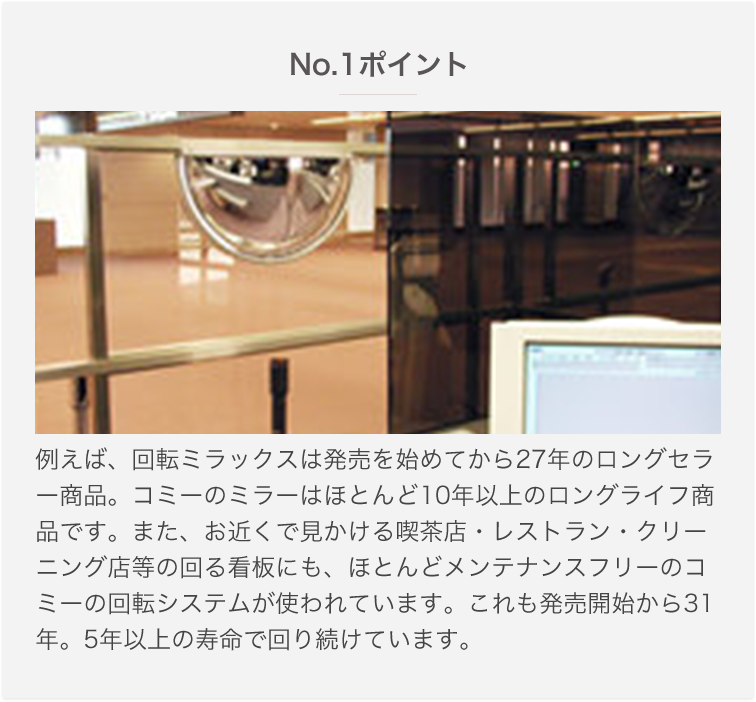 No.1ポイント
例えば、回転ミラックスは発売を始めてから27年のロングセラ
ー商品。コミーのミラーはほとんど10年以上のロングライフ商
品です。また、お近くで見かける喫茶店・レストラン・クリー
ニング店等の回る看板にも、ほとんどメンテナンスフリーのコ
ミーの回転システムが使われています。これも発売開始から31
年。5年以上の寿命で回り続けています。